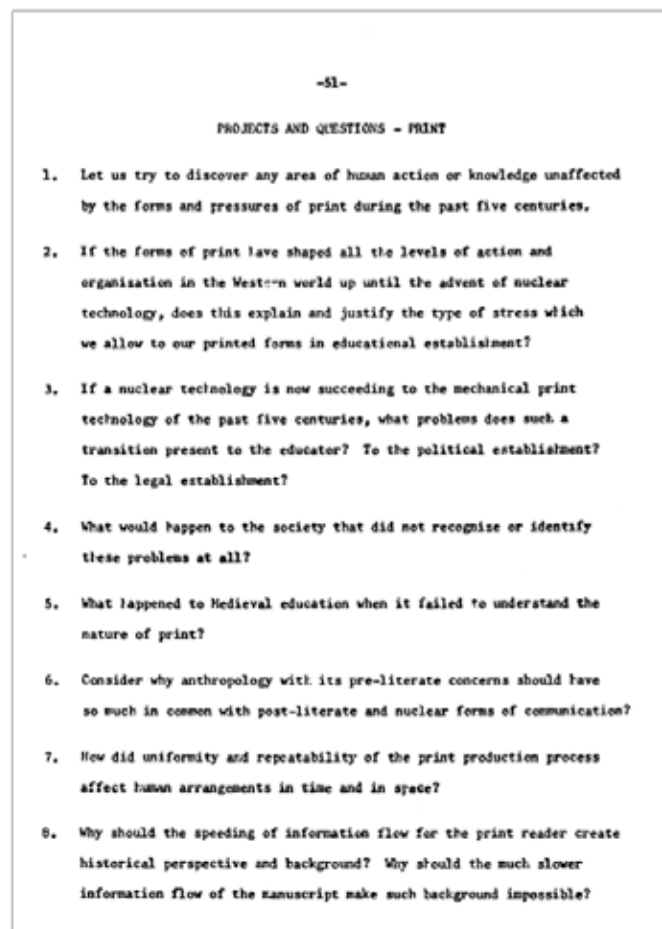 -51-
PROJECTS AND QUESTIONS - PRINT
1. Let us try to discover any area of human action or knowledge unaffected
by the forms and pressures of print during the past five centuries.
2. If the forms of print have shaped all the levels of action and
organization in the Western world up until the advent of nuclear
technology, does this explain and justify the type of stress which
we allow to our printed forms in educational establishment?
3. If a nuclear technology is now succeeding to the mechanical print
technology of the past five centuries, what problems does such a
transition present to the educator? To the political establishment?
To the legal establishment?
4. What would happen to the society that did not recognize or identify
these problems at all?
5. What happened to Medieval education when it failed to understand the
nature of print?
6. Consider why anthropology with its pre-literate concerns should have
so much in common with post-literate and nuclear forms of communication?
7. How did uniformity and repeatability of the print production process
affect human arrangements in time and in space?
8. Why should the speeding of information flow for the print reader create
historical perspective and background? Why should the much slower
information flow of the manuscript make such background impossible?